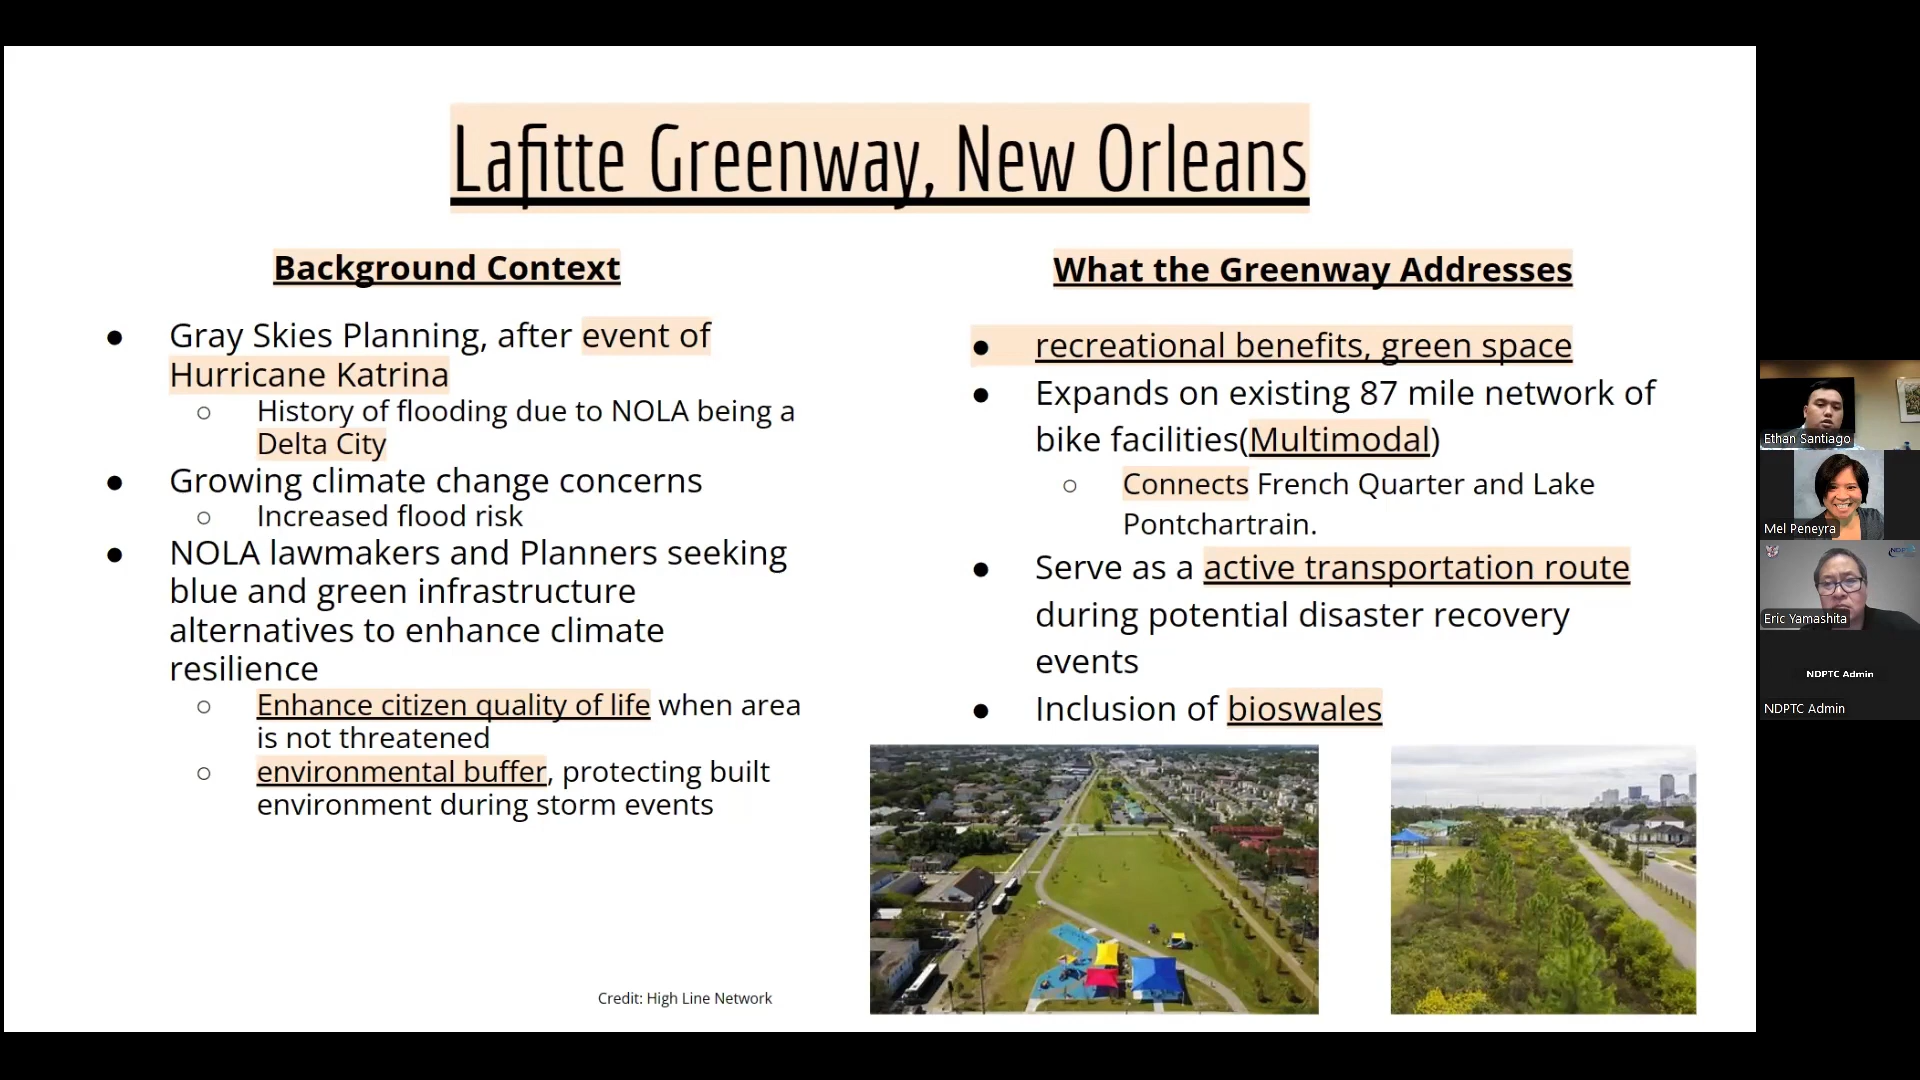 Lafitte Greenway, New Orleans
Background Context
● Gray Skies Planning, after event of
Hurricane Katrina
○ History of flooding due to NOLA being a
Delta City
● Growing climate change concerns
○ Increased flood risk
● NOLA lawmakers and Planners seeking
blue and green infrastructure
alternatives to enhance climate
resilience
○ Enhance citizen quality of life when area
is not threatened
○ environmental buffer, protecting built
environment during storm events
Credit: High Line Network
What the Greenway Addresses
● recreational benefits, green space
● Expands on existing 87 mile network of
bike facilities(Multimodal)
○ Connects French Quarter and Lake
Pontchartrain.
● Serve as a active transportation route
during potential disaster recovery
events
● Inclusion of bioswales
Ethan Santiago
Mel Peneyra
Eric Yamashita
NDPTC Admin
NDPTC Admin